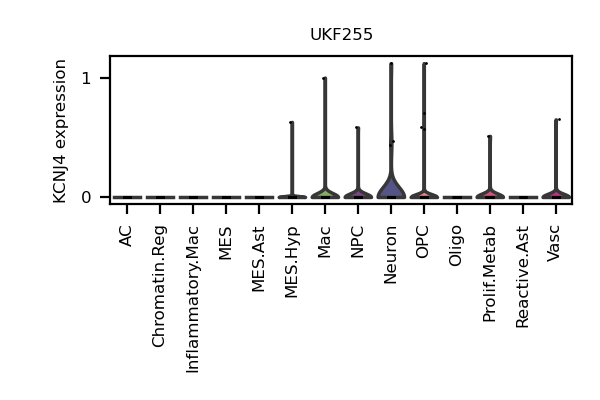 UKF255
KCNJ4 expression
1
0
AC
Chromatin.Reg
Inflammatory.Mac
MES
MES.Ast
MES.Hyp
Mac
NPC
Neuron
OPC
Oligo
Prolif.Metab
Reactive.Ast
Vasc